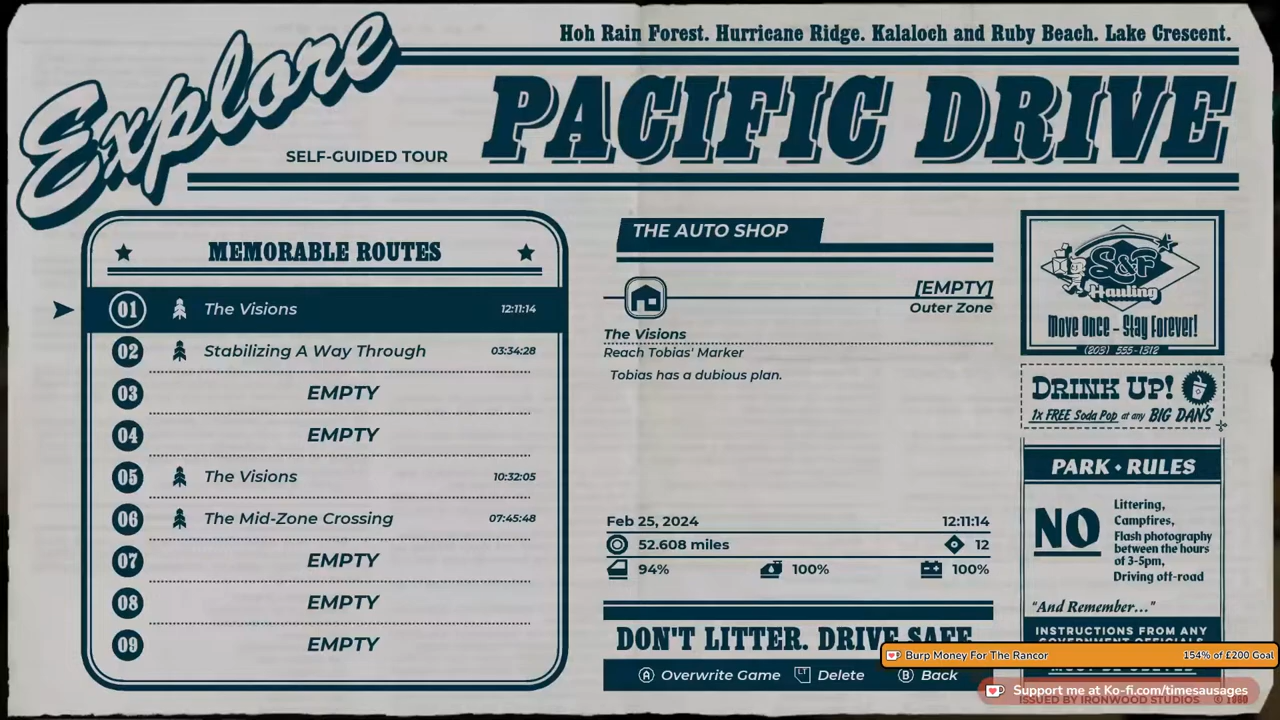 Hoh Rain Forest. Hurricane Ridge. Kalaloch and Ruby Beach. Lake Crescent.
Explore
PACIFIC DRIVE
SELF-GUIDED TOUR
MEMORABLE ROUTES
01 The Visions 12:11:14
02 Stabilizing A Way Through 03:34:28
03 EMPTY
04 EMPTY
05 The Visions 10:32:05
06 The Mid-Zone Crossing 07:45:48
07 EMPTY
08 EMPTY
09 EMPTY
THE AUTO SHOP
[EMPTY]
Outer Zone
The Visions
Reach Tobias' Marker
Tobias has a dubious plan.
Feb 25, 2024 12:11:14
52.608 miles 12
94% 100% 100%
DON'T LITTER. DRIVE SAFE.
A Overwrite Game LT Delete B Back
S&F
Hauling
Move Once - Stay Forever!
(203) 555-1312
DRINK UP!
1x FREE Soda Pop at any BIG DAN'S
PARK • RULES
NO
Littering,
Campfires,
Flash photography
between the hours
of 3-5pm,
Driving off-road
"And Remember..."
INSTRUCTIONS FROM ANY
Burp Money For The Rancor 154% of £200 Goal
Support me at Ko-fi.com/timesausages
ISSUED BY IRONWOOD STUDIOS